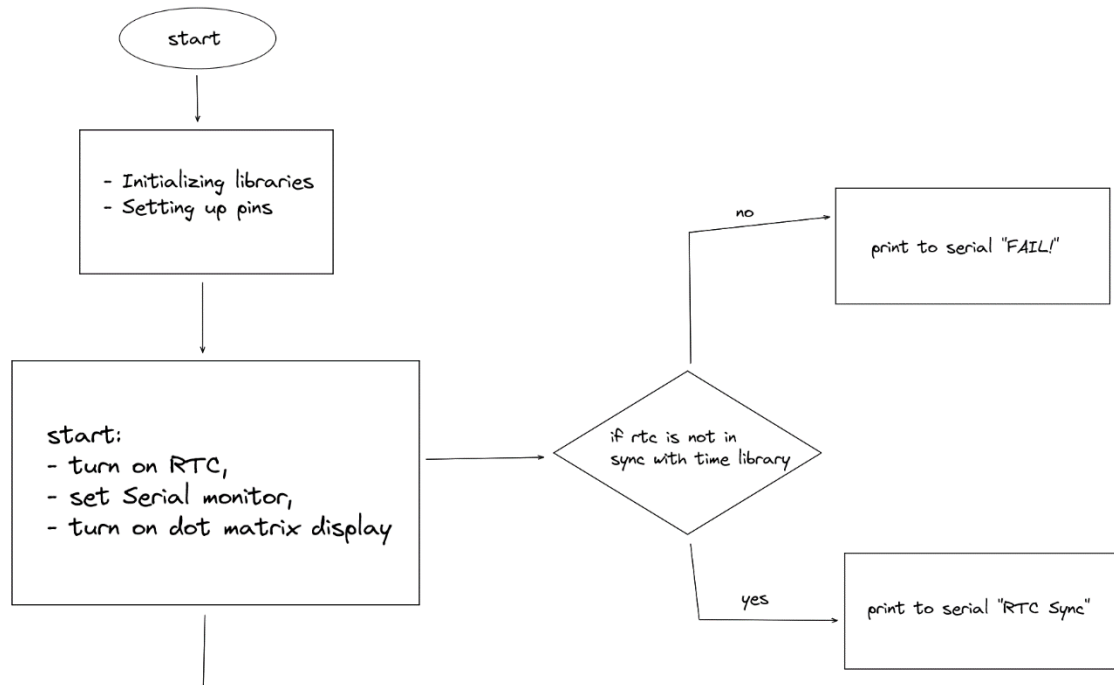 start
- Initializing libraries
- Setting up pins
no
print to serial "FAIL!"
start:
- turn on RTC,
- set Serial monitor,
- turn on dot matrix display
if rtc is not in
sync with time library
yes
print to serial "RTC Sync"